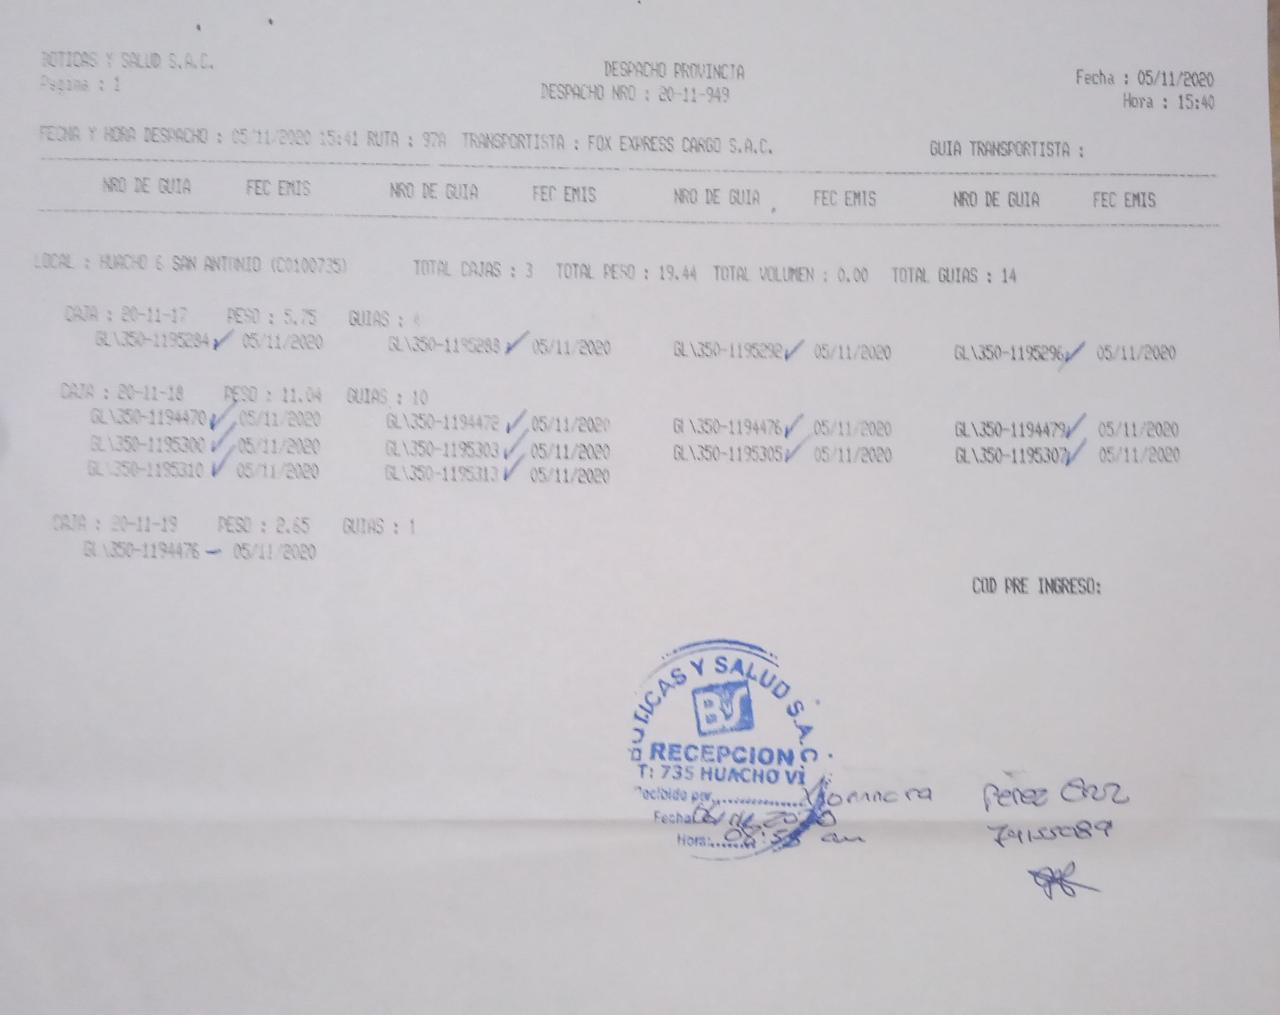 BOTICAS Y SALUD S.A.C.
Pagina : 1
DESPACHO PROVINCIA
DESPACHO NRO : 20-11-949
Fecha : 05/11/2020
Hora : 15:40
FECHA Y HORA DESPACHO : 05/11/2020 15:41 RUTA : 97A TRANSPORTISTA : FOX EXPRESS CARGO S.A.C. GUIA TRANSPORTISTA :
NRO DE GUIA FEC EMIS NRO DE GUIA FEC EMIS NRO DE GUIA FEC EMIS NRO DE GUIA FEC EMIS
LOCAL : HUACHO 6 SAN ANTONIO (C0100735) TOTAL CAJAS : 3 TOTAL PESO : 19.44 TOTAL VOLUMEN : 0.00 TOTAL GUIAS : 14
CAJA : 20-11-17 PESO : 5.75 GUIAS : 4
GL\350-1195284 05/11/2020 GL\350-1195288 05/11/2020 GL\350-1195292 05/11/2020 GL\350-1195296 05/11/2020
CAJA : 20-11-18 PESO : 11.04 GUIAS : 10
GL\350-1194470 05/11/2020 GL\350-1194472 05/11/2020 GL\350-1194476 05/11/2020 GL\350-1194479 05/11/2020
GL\350-1195300 05/11/2020 GL\350-1195303 05/11/2020 GL\350-1195305 05/11/2020 GL\350-1195307 05/11/2020
GL\350-1195310 05/11/2020 GL\350-1195313 05/11/2020
CAJA : 20-11-19 PESO : 2.65 GUIAS : 1
GL\350-1194476 05/11/2020
COD PRE INGRESO:
BOTICAS Y SALUD S.A.C.
BS
RECEPCION
T: 735 HUACHO VI
Recibido por
Perez
Fecha 2020
Hora: 08:55 am